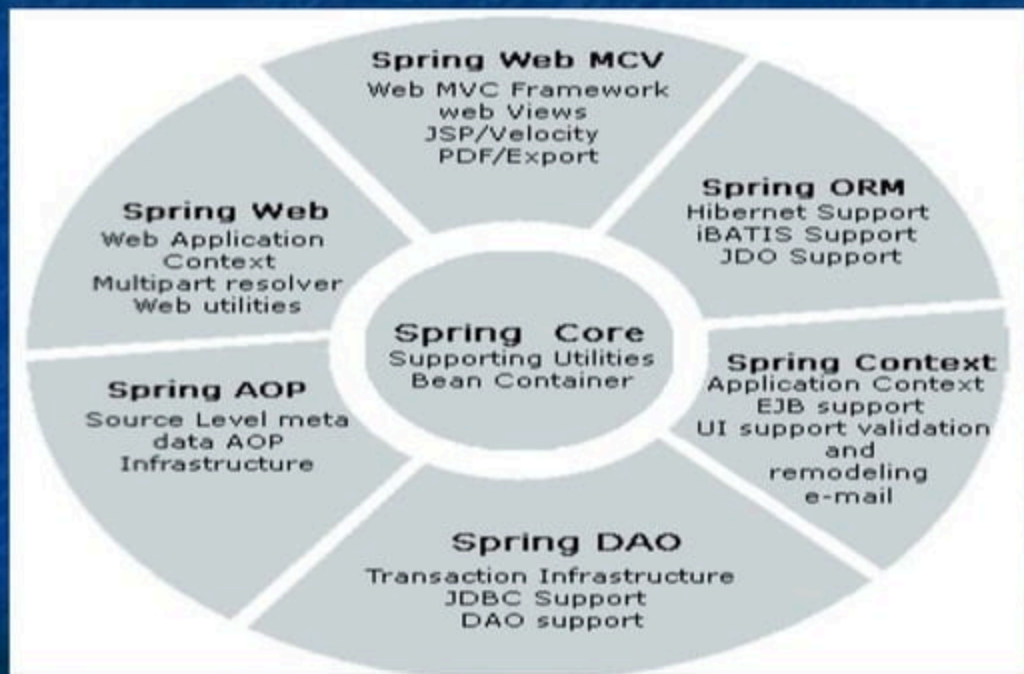 Spring Web MCV
Web MVC Framework
web Views
JSP/Velocity
PDF/Export
Spring ORM
Hibernet Support
iBATIS Support
JDO Support
Spring Web
Web Application
Context
Multipart resolver
Web utilities
Spring Core
Supporting Utilities
Bean Container
Spring Context
Application Context
EJB support
UI support validation
and
remodeling
e-mail
Spring AOP
Source Level meta
data AOP
Infrastructure
Spring DAO
Transaction Infrastructure
JDBC Support
DAO support